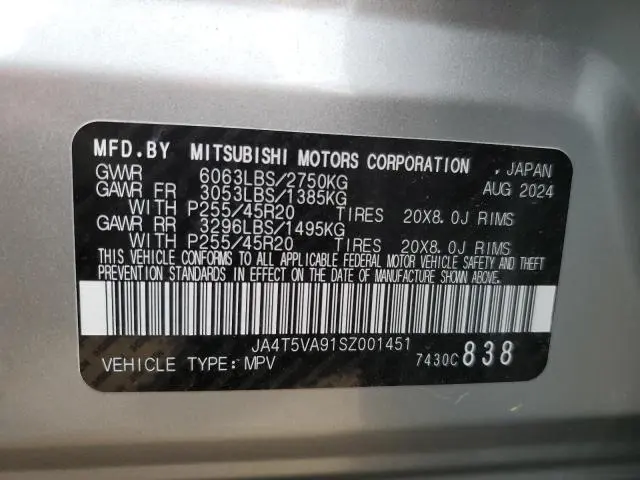 MFD.BY MITSUBISHI MOTORS CORPORATION , JAPAN
GVWR 6063LBS/2750KG AUG 2024
GAWR FR 3053LBS/1385KG
WITH P255/45R20 TIRES 20X8.0J RIMS
GAWR RR 3296LBS/1495KG
WITH P255/45R20 TIRES 20X8.0J RIMS
THIS VEHICLE CONFORMS TO ALL APPLICABLE FEDERAL MOTOR VEHICLE SAFETY AND THEFT
PREVENTION STANDARDS IN EFFECT ON THE DATE OF MANUFACTURE SHOWN ABOVE.
JA4T5VA91SZ001451
VEHICLE TYPE: MPV 7430C 838